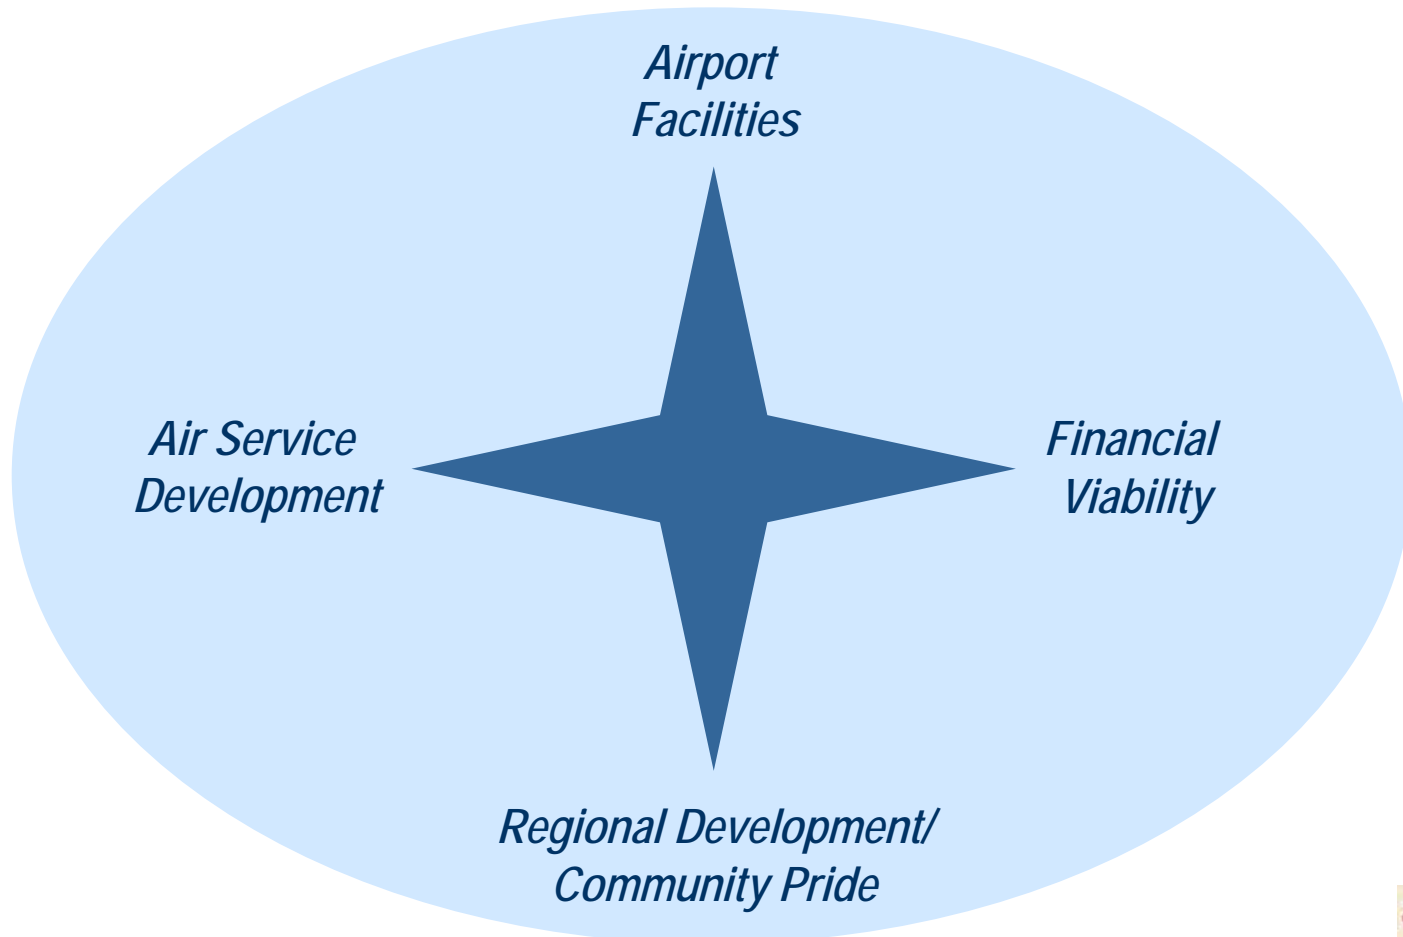 Airport
Facilities
Air Service
Development
Financial
Viability
Regional Development/
Community Pride